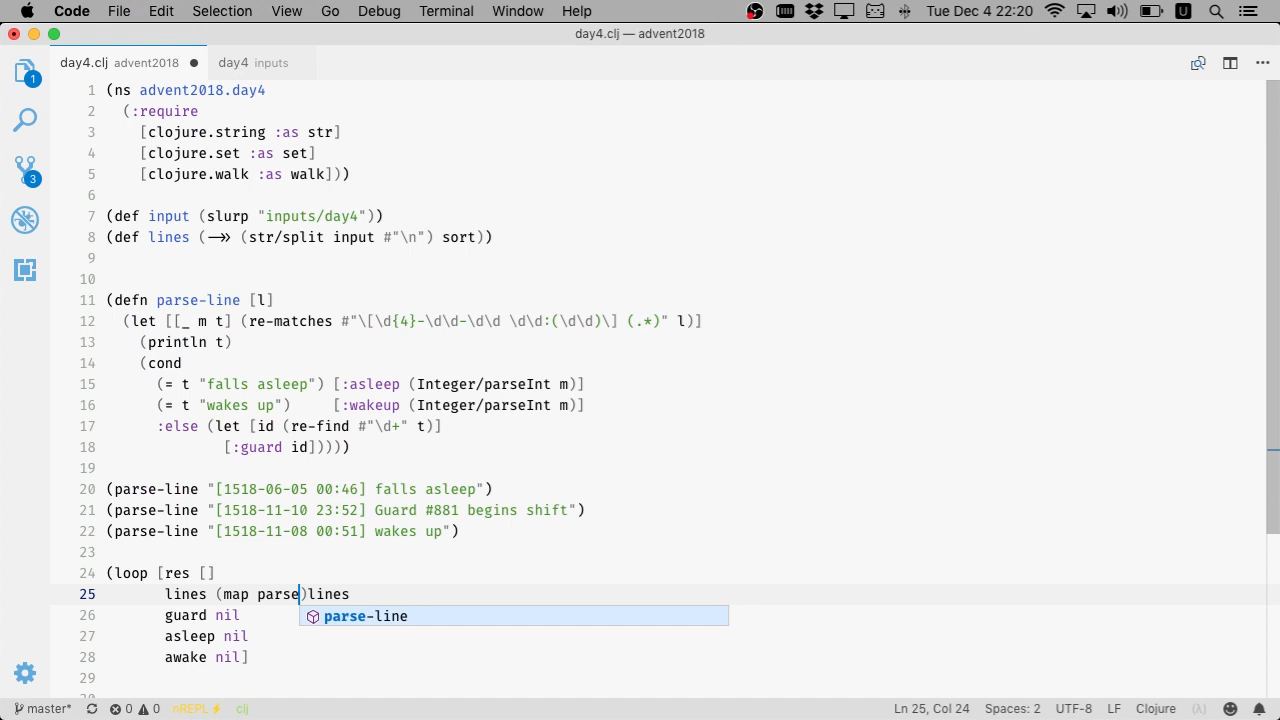 Code File Edit Selection View Go Debug Terminal Window Help Tue Dec 4 22:20 U
day4.clj — advent2018
day4.clj advent2018 day4 inputs
1 (ns advent2018.day4
2 (:require
3 [clojure.string :as str]
4 [clojure.set :as set]
5 [clojure.walk :as walk]))
6
7 (def input (slurp "inputs/day4"))
8 (def lines (->> (str/split input #"\n") sort))
9
10
11 (defn parse-line [l]
12 (let [[_ m t] (re-matches #"\[\d{4}-\d\d-\d\d \d\d:(\d\d)\] (.*)" l)]
13 (println t)
14 (cond
15 (= t "falls asleep") [:asleep (Integer/parseInt m)]
16 (= t "wakes up") [:wakeup (Integer/parseInt m)]
17 :else (let [id (re-find #"\d+" t)]
18 [:guard id]))))
19
20 (parse-line "[1518-06-05 00:46] falls asleep")
21 (parse-line "[1518-11-10 23:52] Guard #881 begins shift")
22 (parse-line "[1518-11-08 00:51] wakes up")
23
24 (loop [res []
25 lines (map parse)lines
26 guard nil
parse-line
27 asleep nil
28 awake nil]
29
1
3
master* 0 0 nREPL clj Ln 25, Col 24 Spaces: 2 UTF-8 LF Clojure (λ)